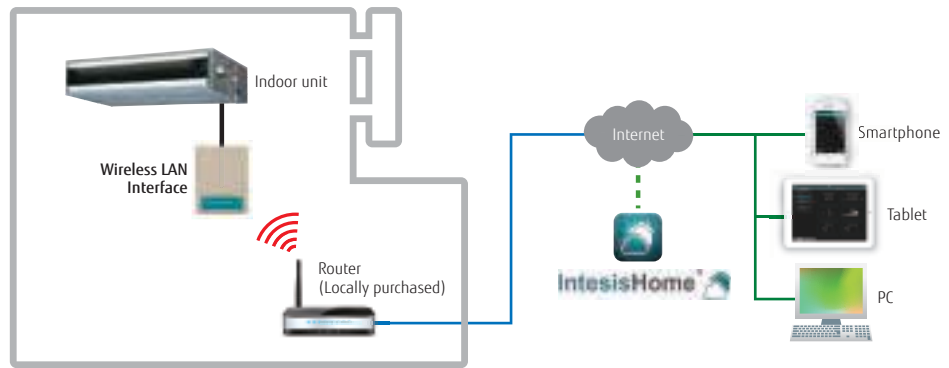 Indoor unit
Wireless LAN
Interface
Router
(Locally purchased)
Internet
IntesisHome
Smartphone
Tablet
PC